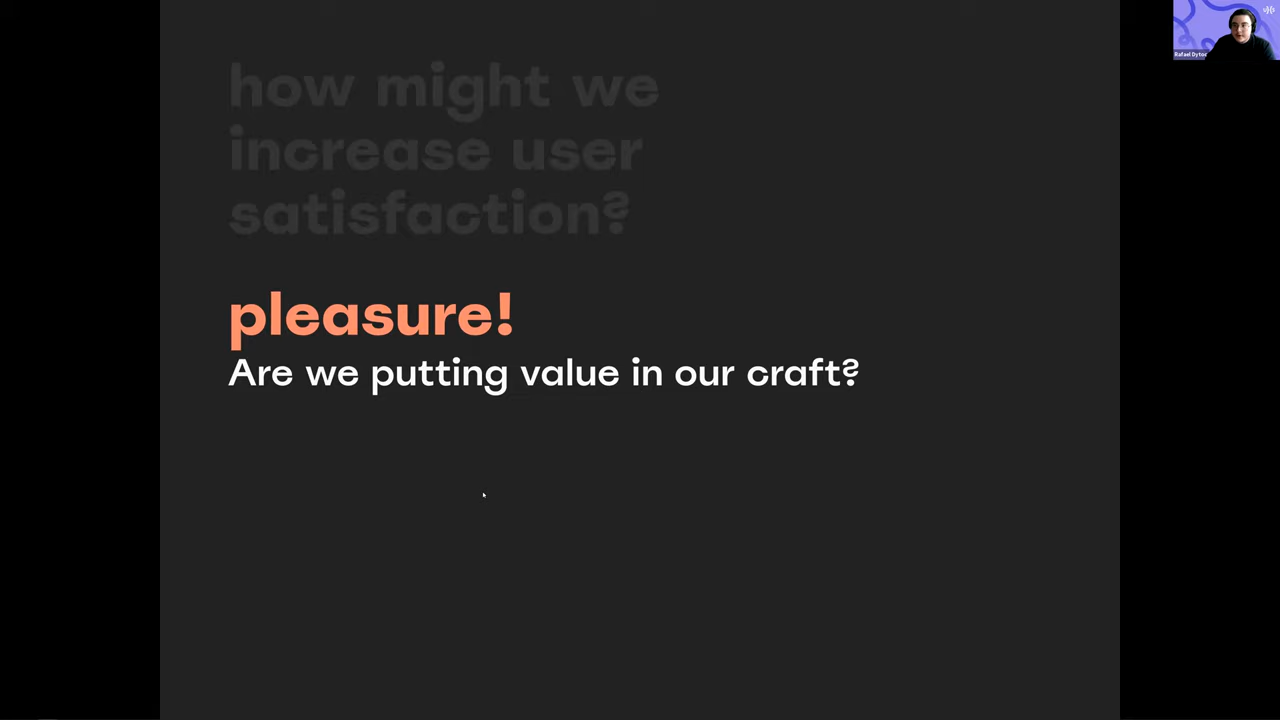 how might we
increase user
satisfaction?
pleasure!
Are we putting value in our craft?